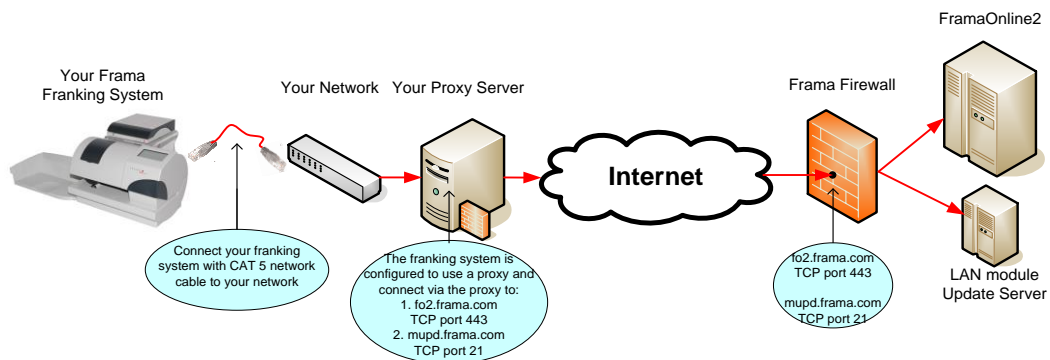 FramaOnline2
Your Frama
Franking System
Your Network
Your Proxy Server
Frama Firewall
Internet
Connect your franking
system with CAT 5 network
cable to your network
The franking system is
configured to use a proxy and
connect via the proxy to:
1. fo2.frama.com
TCP port 443
2. mupd.frama.com
TCP port 21
fo2.frama.com
TCP port 443
mupd.frama.com
TCP port 21
LAN module
Update Server